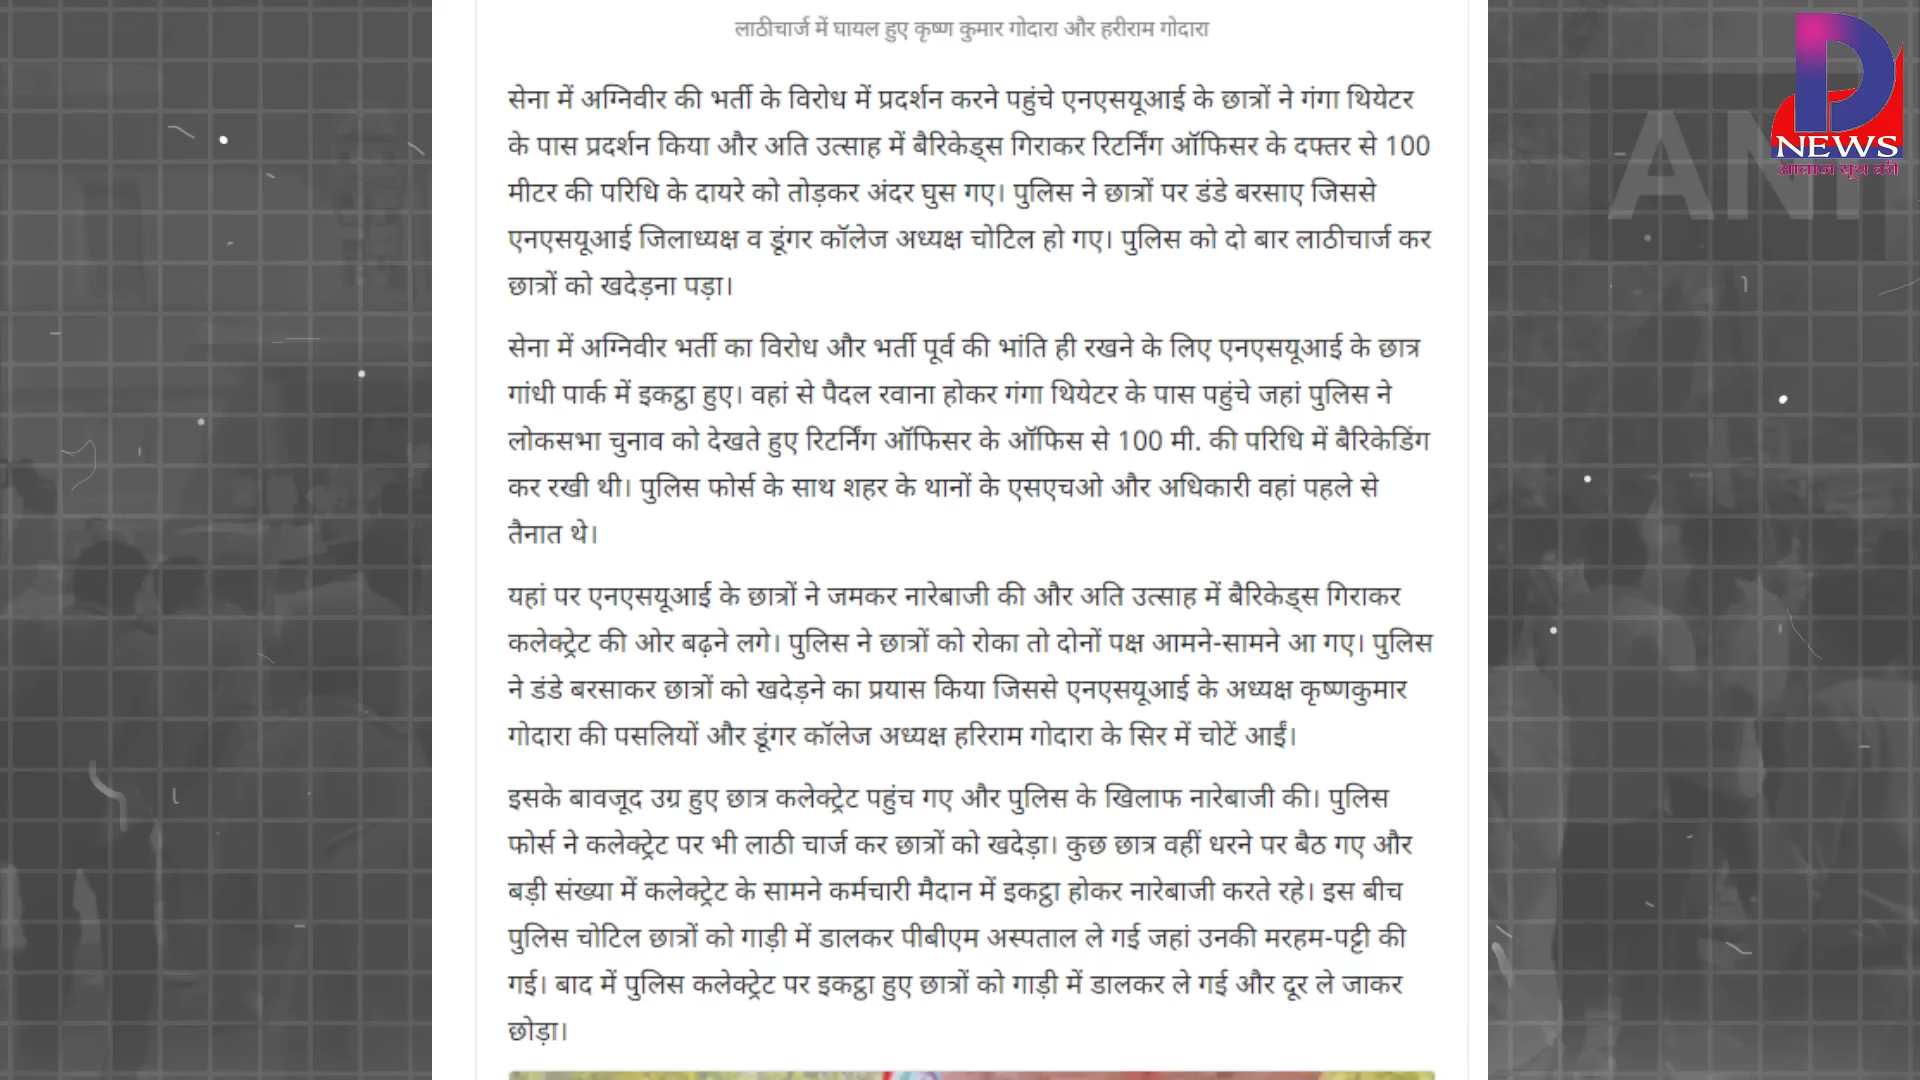 लाठीचार्ज में घायल हुए कृष्ण कुमार गोदारा और हरीराम गोदारा
सेना में अग्निवीर की भर्ती के विरोध में प्रदर्शन करने पहुंचे एनएसयूआई के छात्रों ने गंगा थियेटर
के पास प्रदर्शन किया और अति उत्साह में बैरिकेड्स गिराकर रिटर्निंग ऑफिसर के दफ्तर से 100
मीटर की परिधि के दायरे को तोड़कर अंदर घुस गए। पुलिस ने छात्रों पर डंडे बरसाए जिससे
एनएसयूआई जिलाध्यक्ष व डूंगर कॉलेज अध्यक्ष चोटिल हो गए। पुलिस को दो बार लाठीचार्ज कर
छात्रों को खदेड़ना पड़ा।
सेना में अग्निवीर भर्ती का विरोध और भर्ती पूर्व की भांति ही रखने के लिए एनएसयूआई के छात्र
गांधी पार्क में इकट्ठा हुए। वहां से पैदल रवाना होकर गंगा थियेटर के पास पहुंचे जहां पुलिस ने
लोकसभा चुनाव को देखते हुए रिटर्निंग ऑफिसर के ऑफिस से 100 मी. की परिधि में बैरिकेडिंग
कर रखी थी। पुलिस फोर्स के साथ शहर के थानों के एसएचओ और अधिकारी वहां पहले से
तैनात थे।
यहां पर एनएसयूआई के छात्रों ने जमकर नारेबाजी की और अति उत्साह में बैरिकेड्स गिराकर
कलेक्ट्रेट की ओर बढ़ने लगे। पुलिस ने छात्रों को रोका तो दोनों पक्ष आमने-सामने आ गए। पुलिस
ने डंडे बरसाकर छात्रों को खदेड़ने का प्रयास किया जिससे एनएसयूआई के अध्यक्ष कृष्णकुमार
गोदारा की पसलियों और डूंगर कॉलेज अध्यक्ष हरिराम गोदारा के सिर में चोटें आईं।
इसके बावजूद उग्र हुए छात्र कलेक्ट्रेट पहुंच गए और पुलिस के खिलाफ नारेबाजी की। पुलिस
फोर्स ने कलेक्ट्रेट पर भी लाठी चार्ज कर छात्रों को खदेड़ा। कुछ छात्र वहीं धरने पर बैठ गए और
बड़ी संख्या में कलेक्ट्रेट के सामने कर्मचारी मैदान में इकट्ठा होकर नारेबाजी करते रहे। इस बीच
पुलिस चोटिल छात्रों को गाड़ी में डालकर पीबीएम अस्पताल ले गई जहां उनकी मरहम-पट्टी की
गई। बाद में पुलिस कलेक्ट्रेट पर इकट्ठा हुए छात्रों को गाड़ी में डालकर ले गई और दूर ले जाकर
छोड़ा।
D
NEWS
ANI